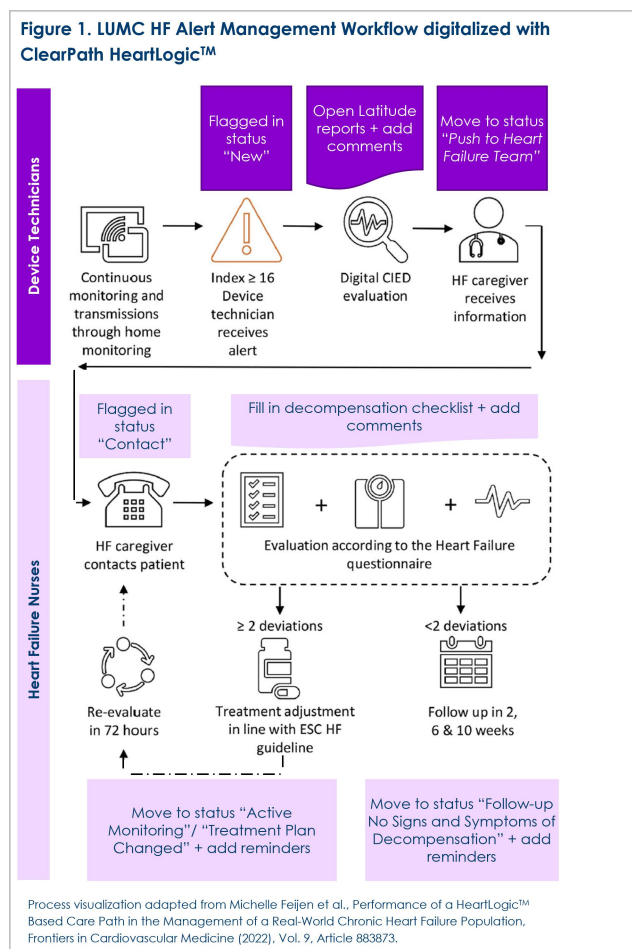 Figure 1. LUMC HF Alert Management Workflow digitalized with
ClearPath HeartLogic™
Device Technicians
Flagged in
status
“New”
Open Latitude
reports + add
comments
Move to status
“Push to Heart
Failure Team”
Continuous
monitoring and
transmissions
through home
monitoring
Index ≥ 16
Device
technician
receives
alert
Digital CIED
evaluation
HF caregiver
receives
information
Heart Failure Nurses
Flagged in
status
“Contact”
Fill in decompensation checklist + add
comments
HF caregiver
contacts patient
+
+
Evaluation according to the Heart Failure
questionnaire
≥ 2 deviations
<2 deviations
Re-evaluate
in 72 hours
Treatment adjustment
in line with ESC HF
guideline
Follow up in 2,
6 & 10 weeks
Move to status “Active
Monitoring”/ “Treatment Plan
Changed” + add reminders
Move to status “Follow-up
No Signs and Symptoms of
Decompensation” + add
reminders
Process visualization adapted from Michelle Feijen et al., Performance of a HeartLogic™
Based Care Path in the Management of a Real-World Chronic Heart Failure Population,
Frontiers in Cardiovascular Medicine (2022), Vol. 9, Article 883873.